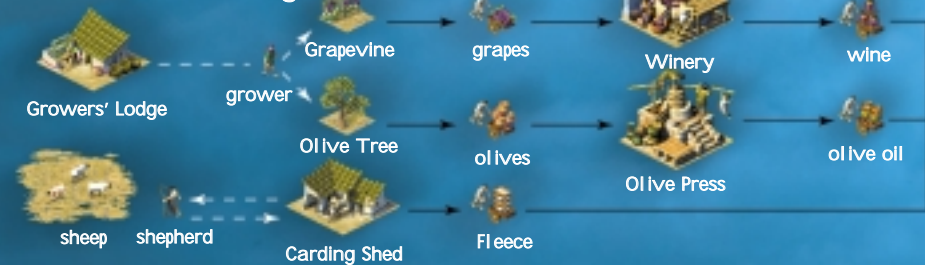 Grapevine
grapes
Winery
wine
Growers' Lodge
grower
Olive Tree
olives
Olive Press
olive oil
sheep
shepherd
Carding Shed
Fleece